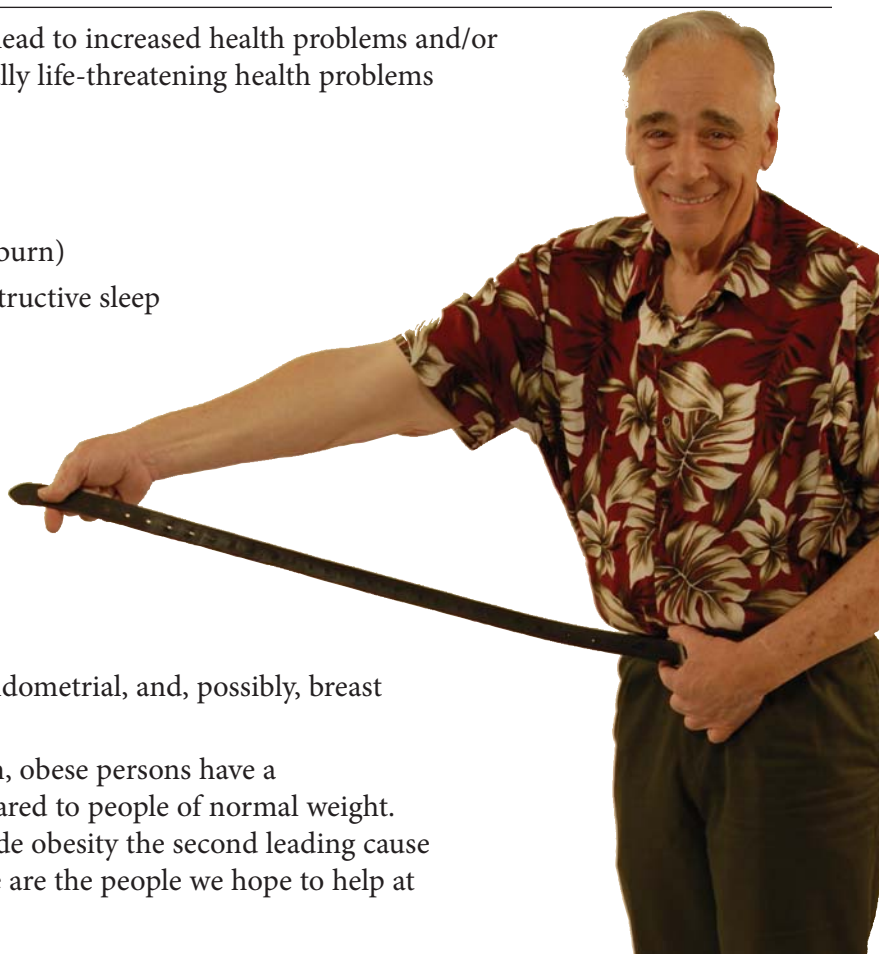 lead to increased health problems and/or
lly life-threatening health problems
burn)
tructive sleep
dometrial, and, possibly, breast
, obese persons have a
ared to people of normal weight.
de obesity the second leading cause
are the people we hope to help at